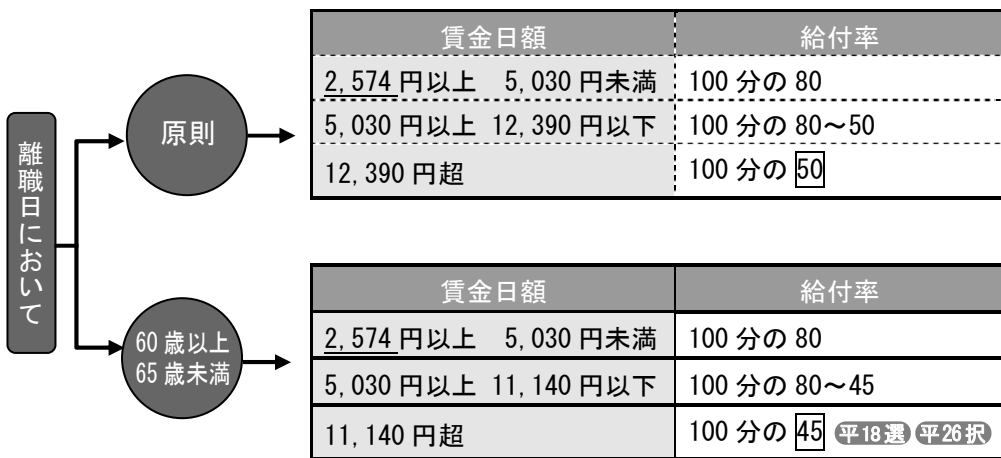 離職日において
原則
賃金日額 給付率
2,574円以上 5,030円未満 100分の80
5,030円以上 12,390円以下 100分の80～50
12,390円超 100分の50
60歳以上
65歳未満
賃金日額 給付率
2,574円以上 5,030円未満 100分の80
5,030円以上 11,140円以下 100分の80～45
11,140円超 100分の45 平18選 平26択